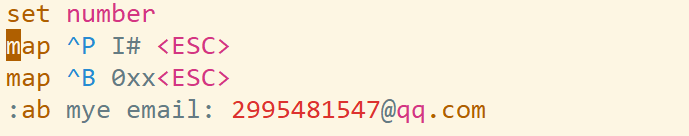 set number
map ^P I# <ESC>
map ^B 0xx<ESC>
:ab mye email: 2995481547@qq.com